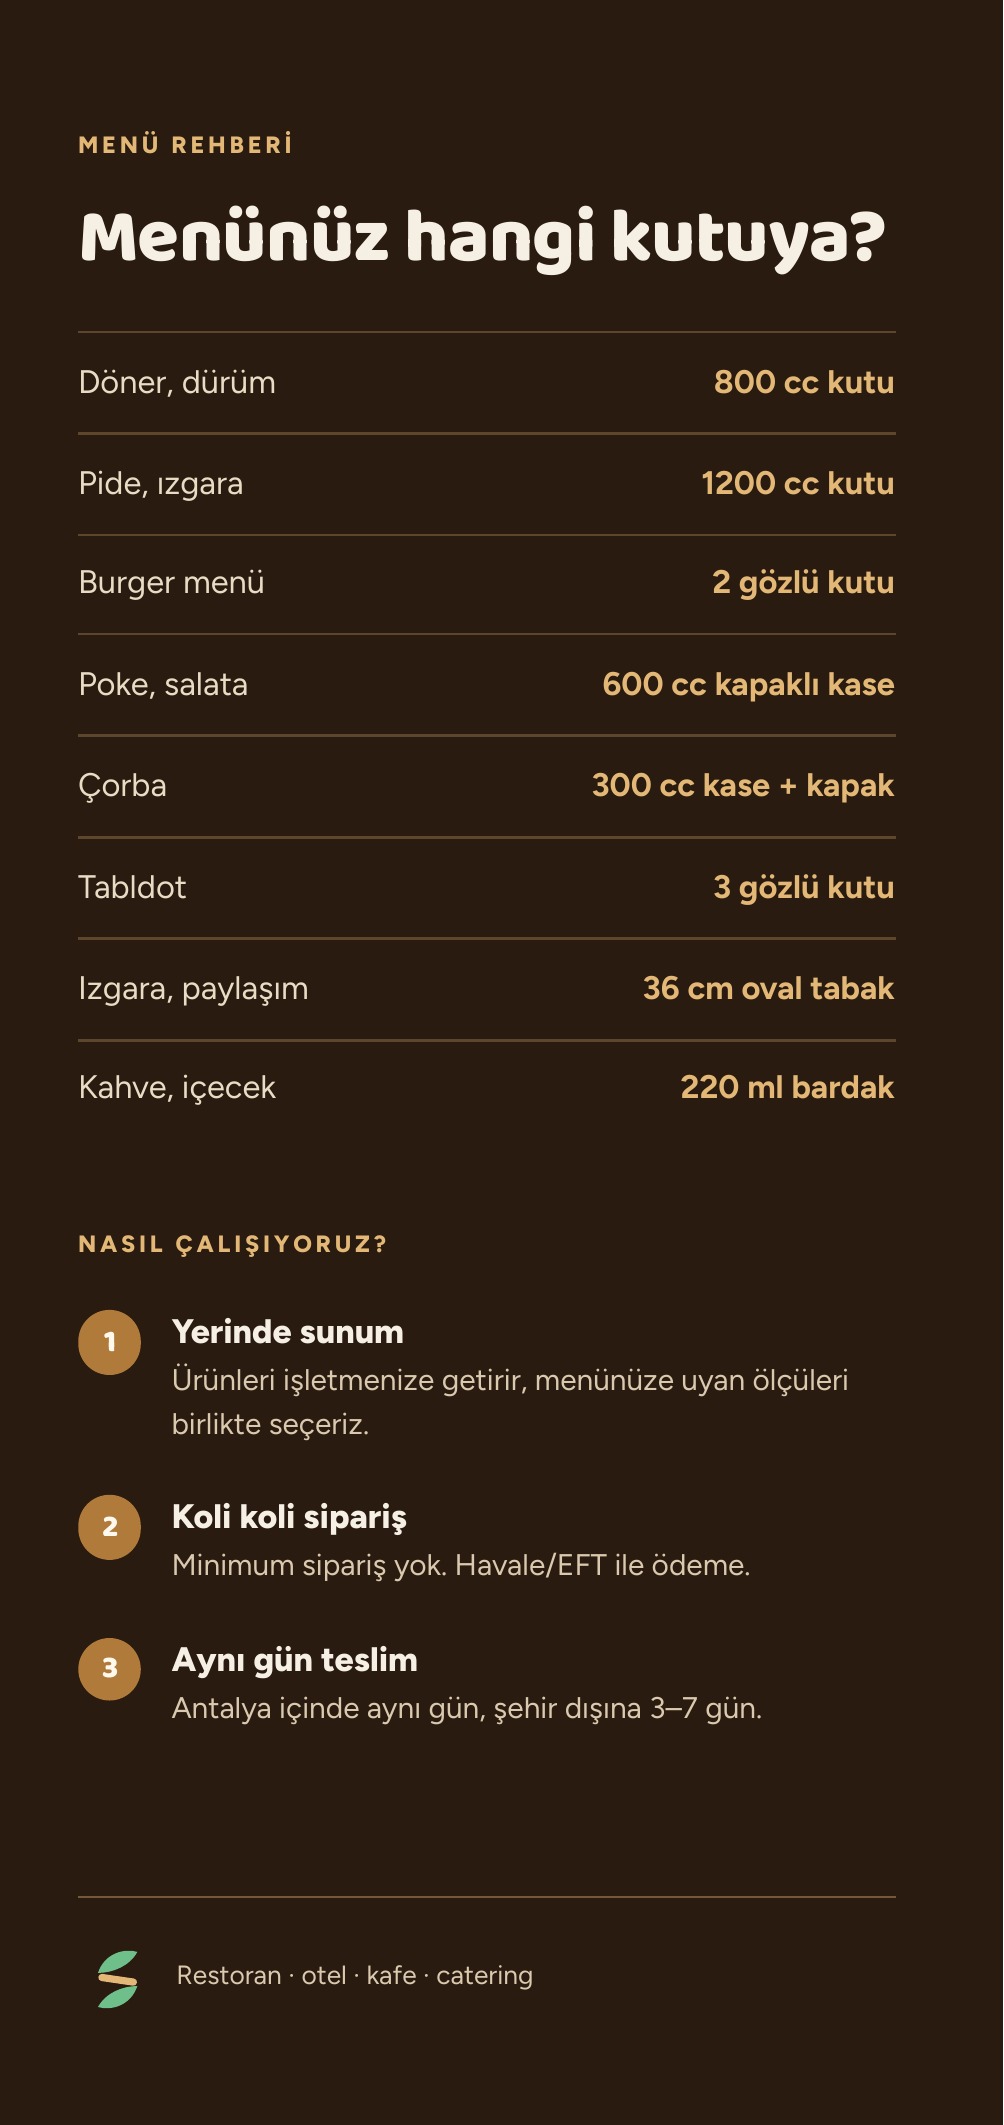 MENÜ REHBERİ
Menünüz hangi kutuya?
Döner, dürüm 800 cc kutu
Pide, ızgara 1200 cc kutu
Burger menü 2 gözlü kutu
Poke, salata 600 cc kapaklı kase
Çorba 300 cc kase + kapak
Tabldot 3 gözlü kutu
Izgara, paylaşım 36 cm oval tabak
Kahve, içecek 220 ml bardak
NASIL ÇALIŞIYORUZ?
1 Yerinde sunum
Ürünleri işletmenize getirir, menünüze uyan ölçüleri
birlikte seçeriz.
2 Koli koli sipariş
Minimum sipariş yok. Havale/EFT ile ödeme.
3 Aynı gün teslim
Antalya içinde aynı gün, şehir dışına 3–7 gün.
Restoran · otel · kafe · catering